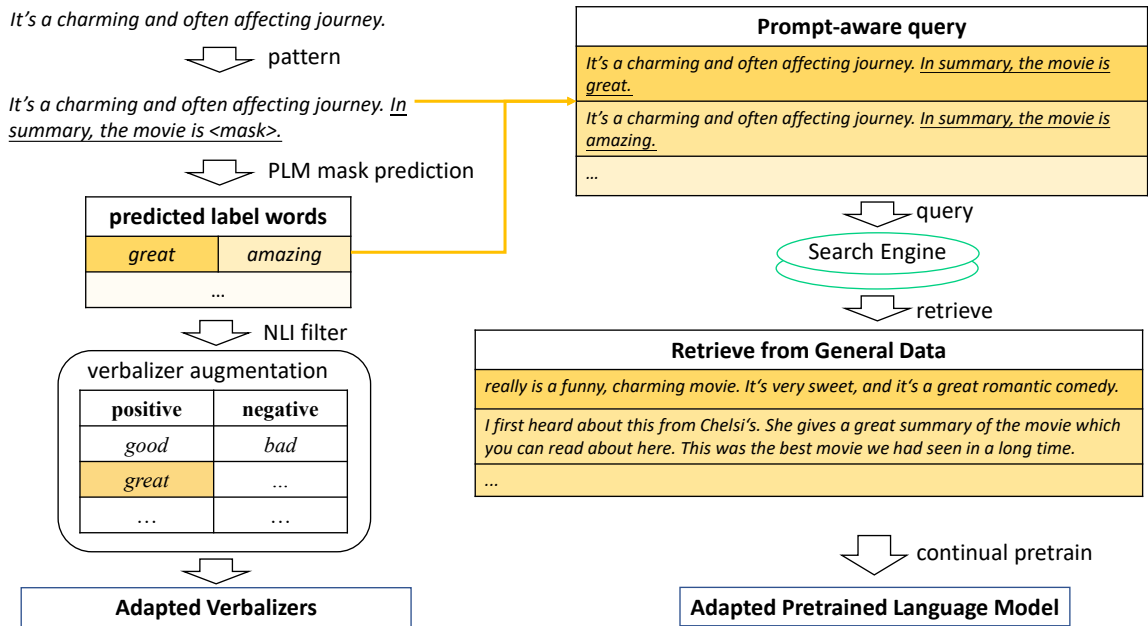 It's a charming and often affecting journey.
pattern
It's a charming and often affecting journey. In
summary, the movie is <mask>.
PLM mask prediction
predicted label words
great amazing
...
NLI filter
verbalizer augmentation
positive negative
good bad
great ...
... ...
Adapted Verbalizers
Prompt-aware query
It's a charming and often affecting journey. In summary, the movie is
great.
It's a charming and often affecting journey. In summary, the movie is
amazing.
...
query
Search Engine
retrieve
Retrieve from General Data
really is a funny, charming movie. It's very sweet, and it's a great romantic comedy.
I first heard about this from Chelsi's. She gives a great summary of the movie which
you can read about here. This was the best movie we had seen in a long time.
...
continual pretrain
Adapted Pretrained Language Model